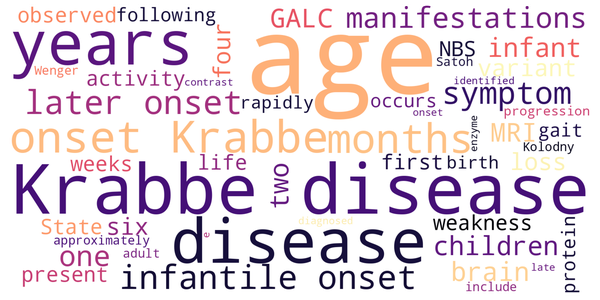 observed following
GALC manifestations
years
four
age
NBS infant
Wenger
activity contrast
Satoh
variant
identified
later onset rapidly
occurs symptom
onset
progression
onset Krabbe months
enzyme
MRI gait
Kolodny
weeks life
two
first birth loss
Krabbe disease
State six
diagnosed
weakness
approximately
e
disease
children
one adult
protein
present infantile onset
brain late
include